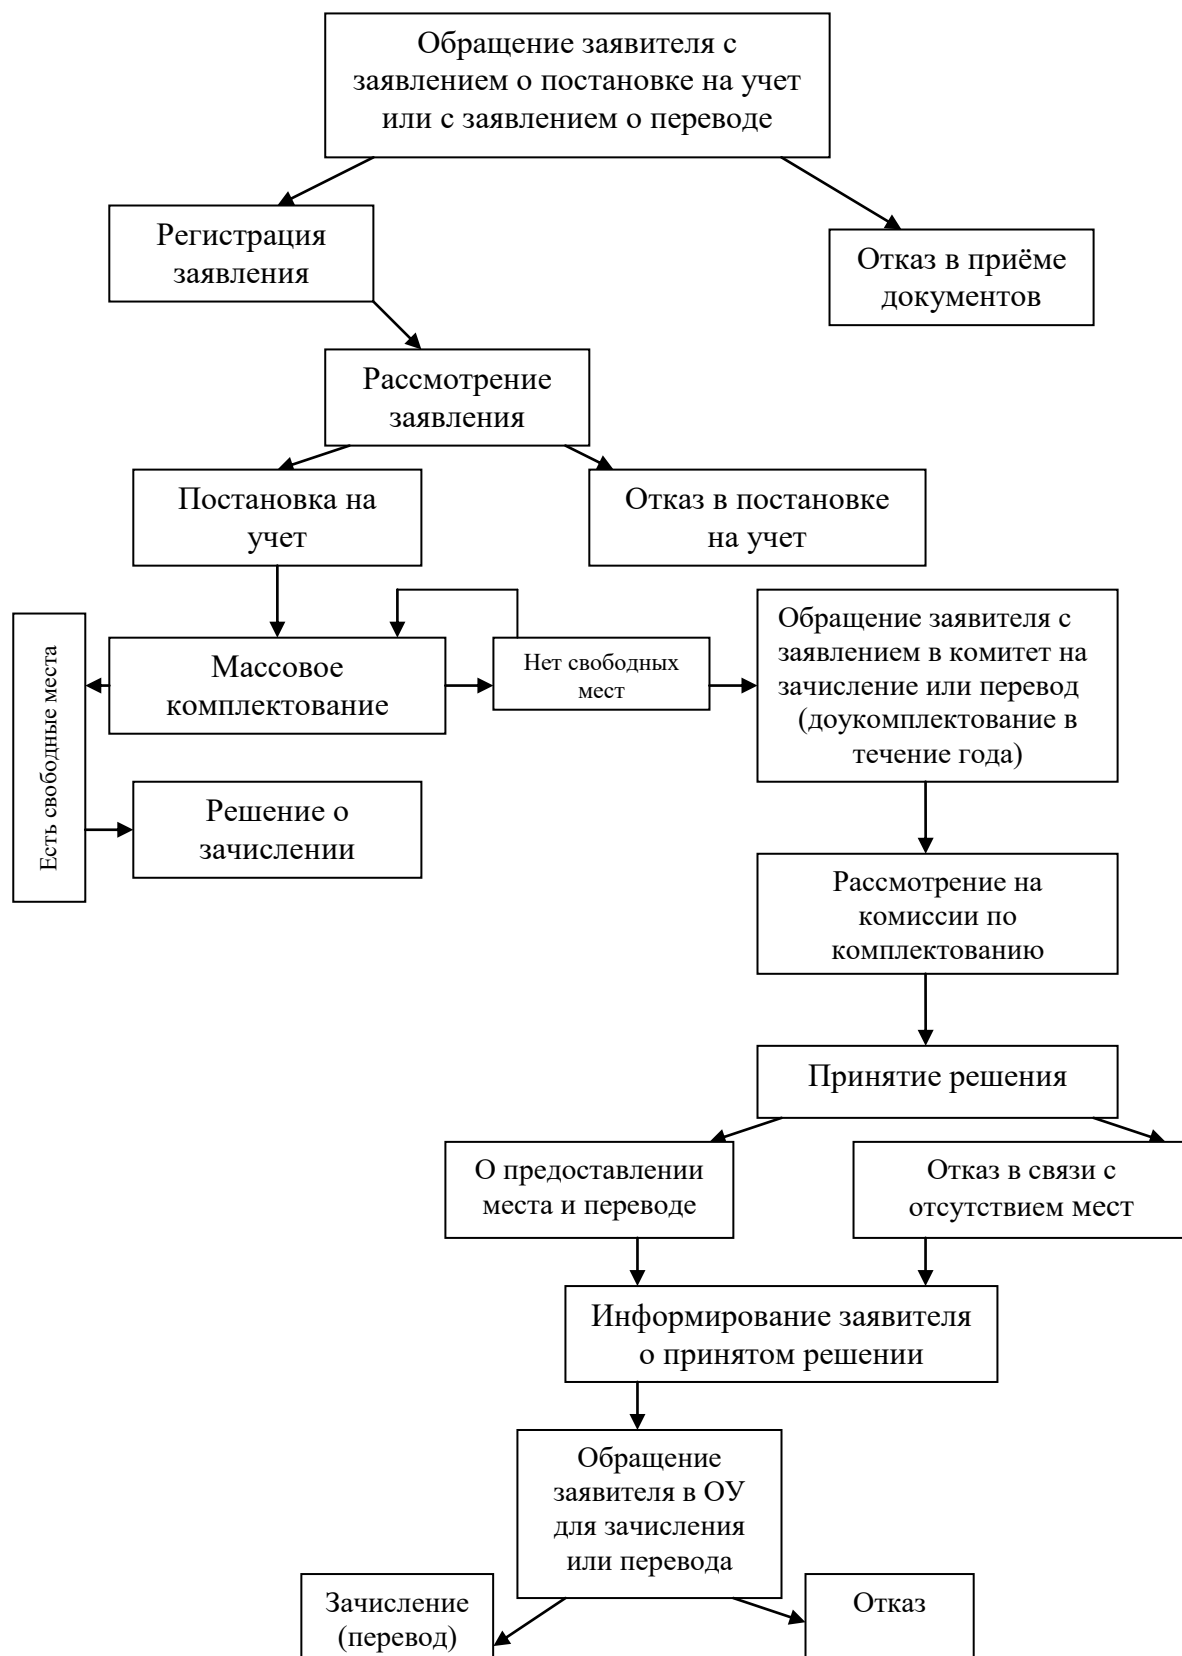 Обращение заявителя с
заявлением о постановке на учет
или с заявлением о переводе
Регистрация
заявления
Отказ в приёме
документов
Рассмотрение
заявления
Постановка на
учет
Отказ в постановке
на учет
Есть свободные места
Массовое
комплектование
Нет свободных
мест
Обращение заявителя с
заявлением в комитет на
зачисление или перевод
(доукомплектование в
течение года)
Решение о
зачислении
Рассмотрение на
комиссии по
комплектованию
Принятие решения
О предоставлении
места и переводе
Отказ в связи с
отсутствием мест
Информирование заявителя
о принятом решении
Обращение
заявителя в ОУ
для зачисления
или перевода
Зачисление
(перевод)
Отказ